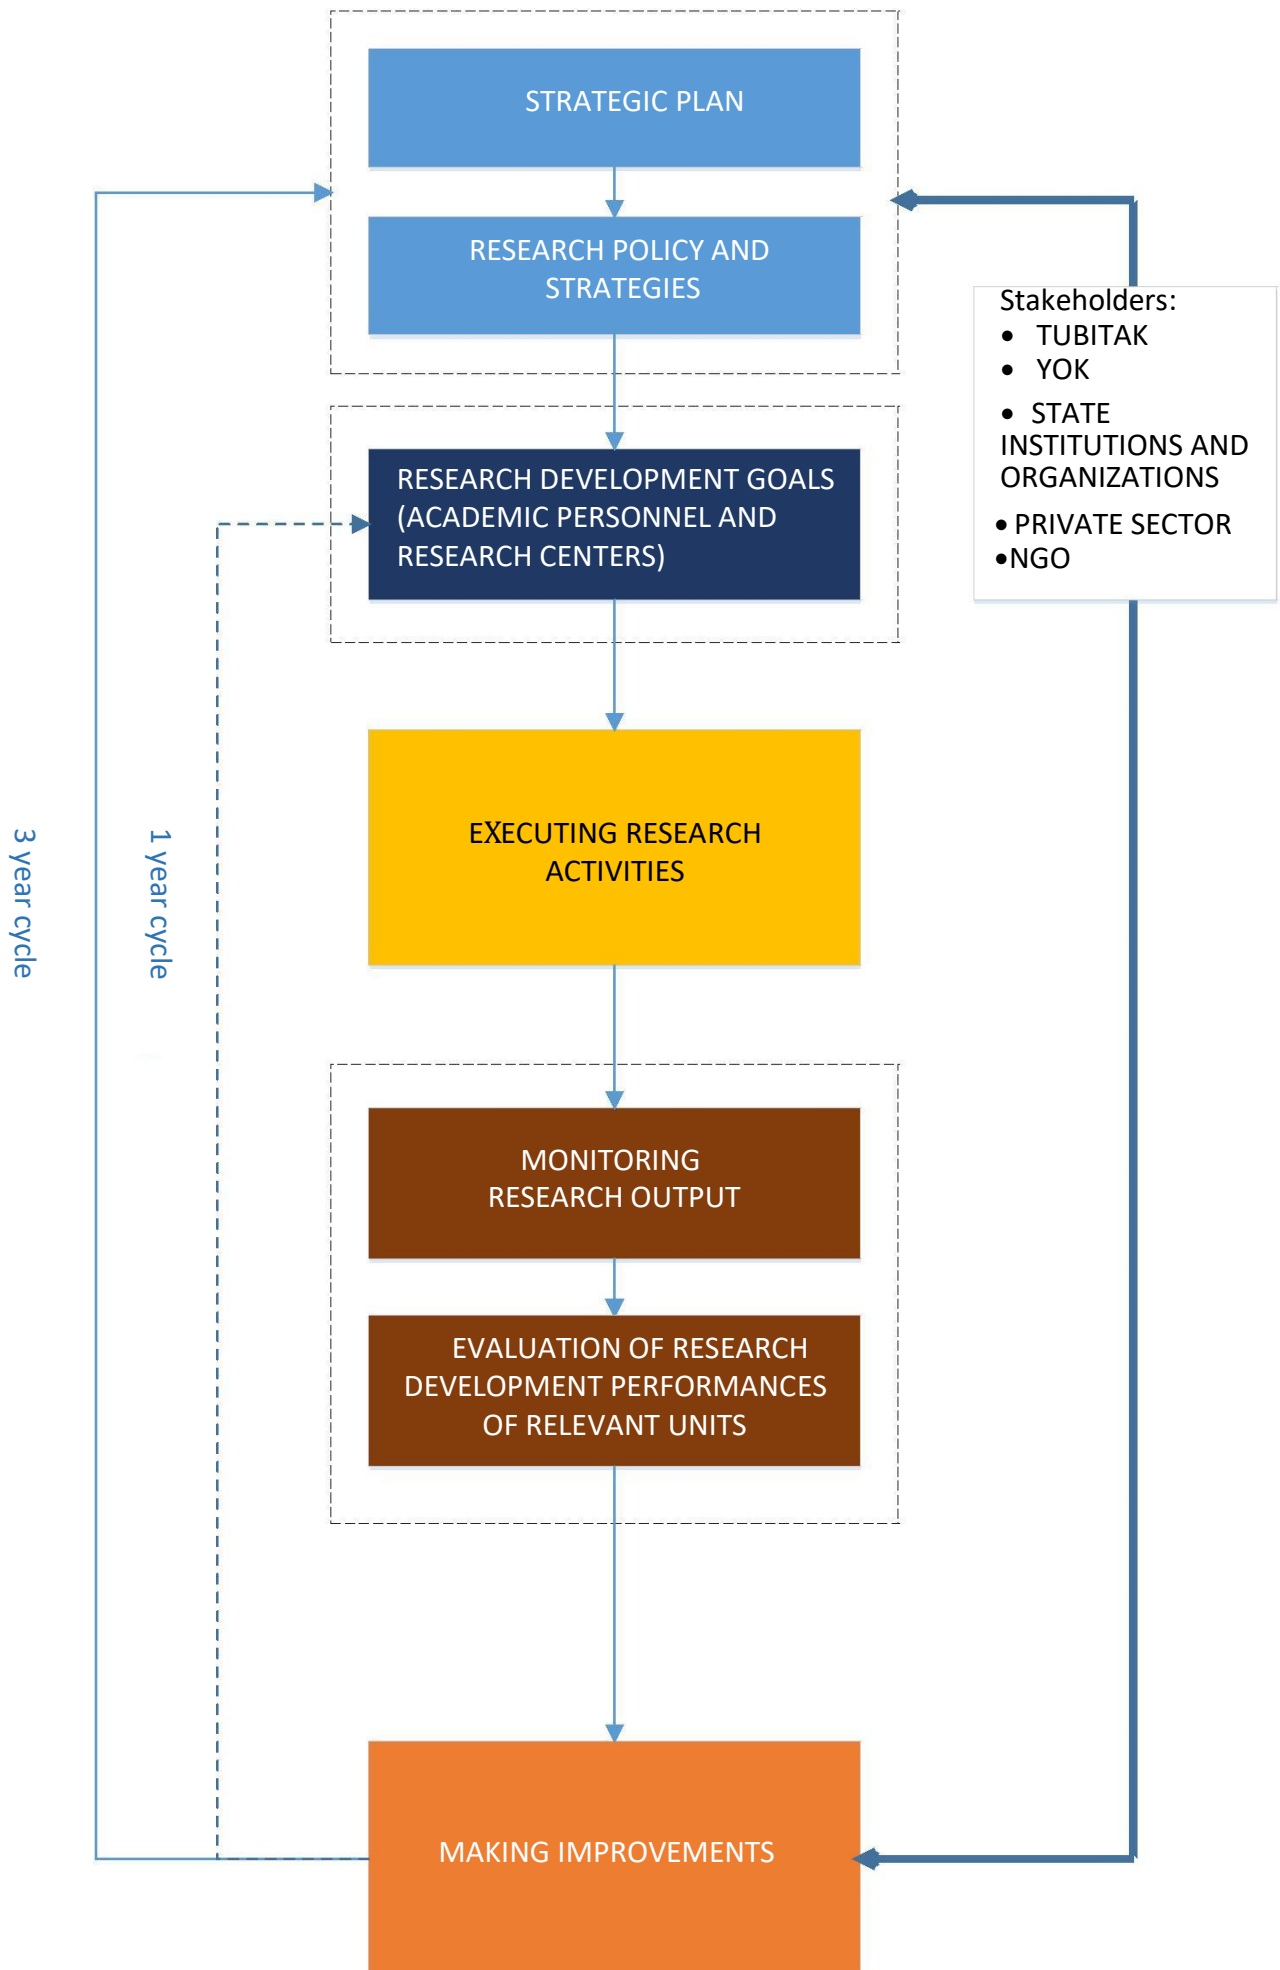 STRATEGIC PLAN
RESEARCH POLICY AND
STRATEGIES
Stakeholders:
• TUBITAK
• YOK
• STATE
INSTITUTIONS AND
ORGANIZATIONS
• PRIVATE SECTOR
•NGO
RESEARCH DEVELOPMENT GOALS
(ACADEMIC PERSONNEL AND
RESEARCH CENTERS)
EXECUTING RESEARCH
ACTIVITIES
3 year cycle
1 year cycle
MONITORING
RESEARCH OUTPUT
EVALUATION OF RESEARCH
DEVELOPMENT PERFORMANCES
OF RELEVANT UNITS
MAKING IMPROVEMENTS